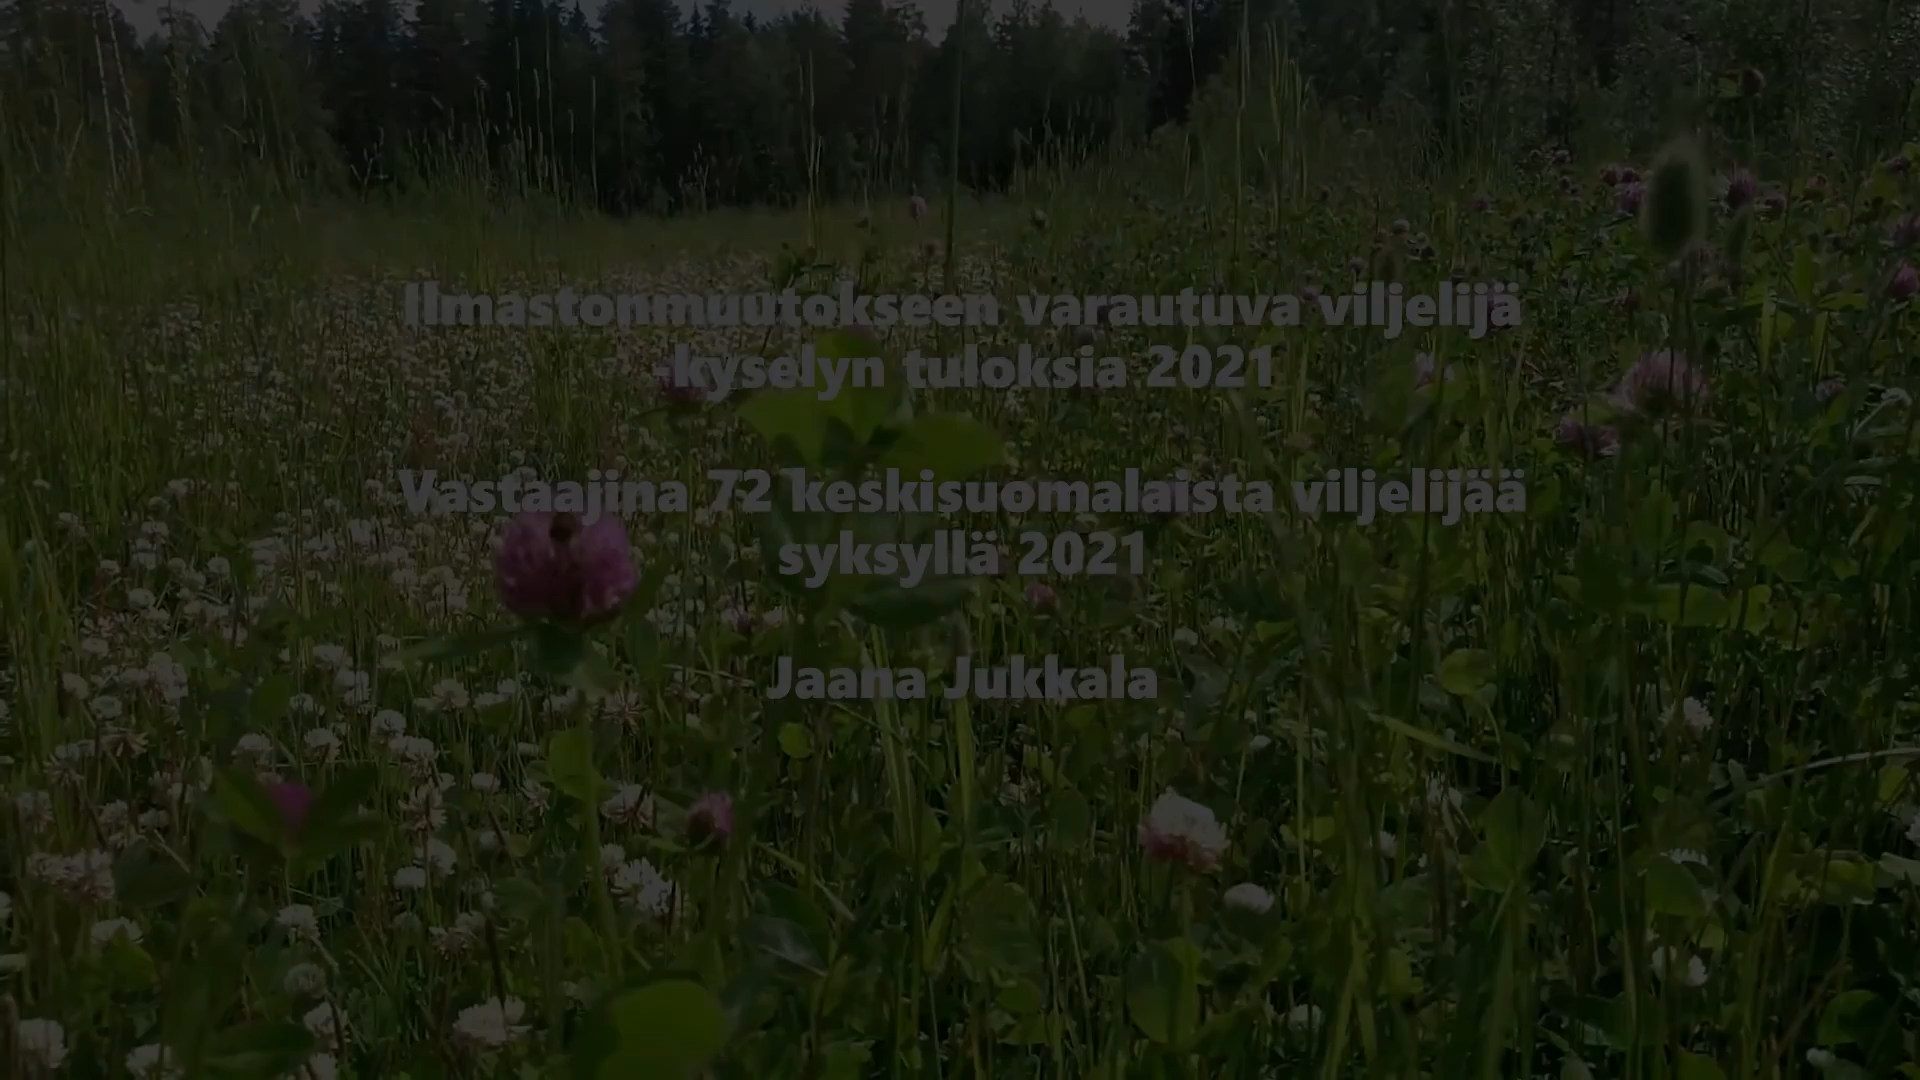 Ilmastonmuutokseen varautuva viljelijä
-kyselyn tuloksia 2021
Vastaajina 72 keskisuomalaista viljelijää
syksyllä 2021
Jaana Jukkala